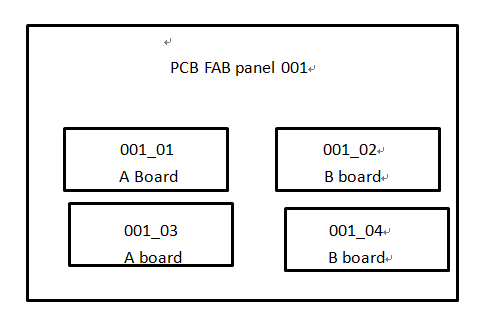 PCB FAB panel 001
001_01
A Board
001_02
B board
001_03
A board
001_04
B board